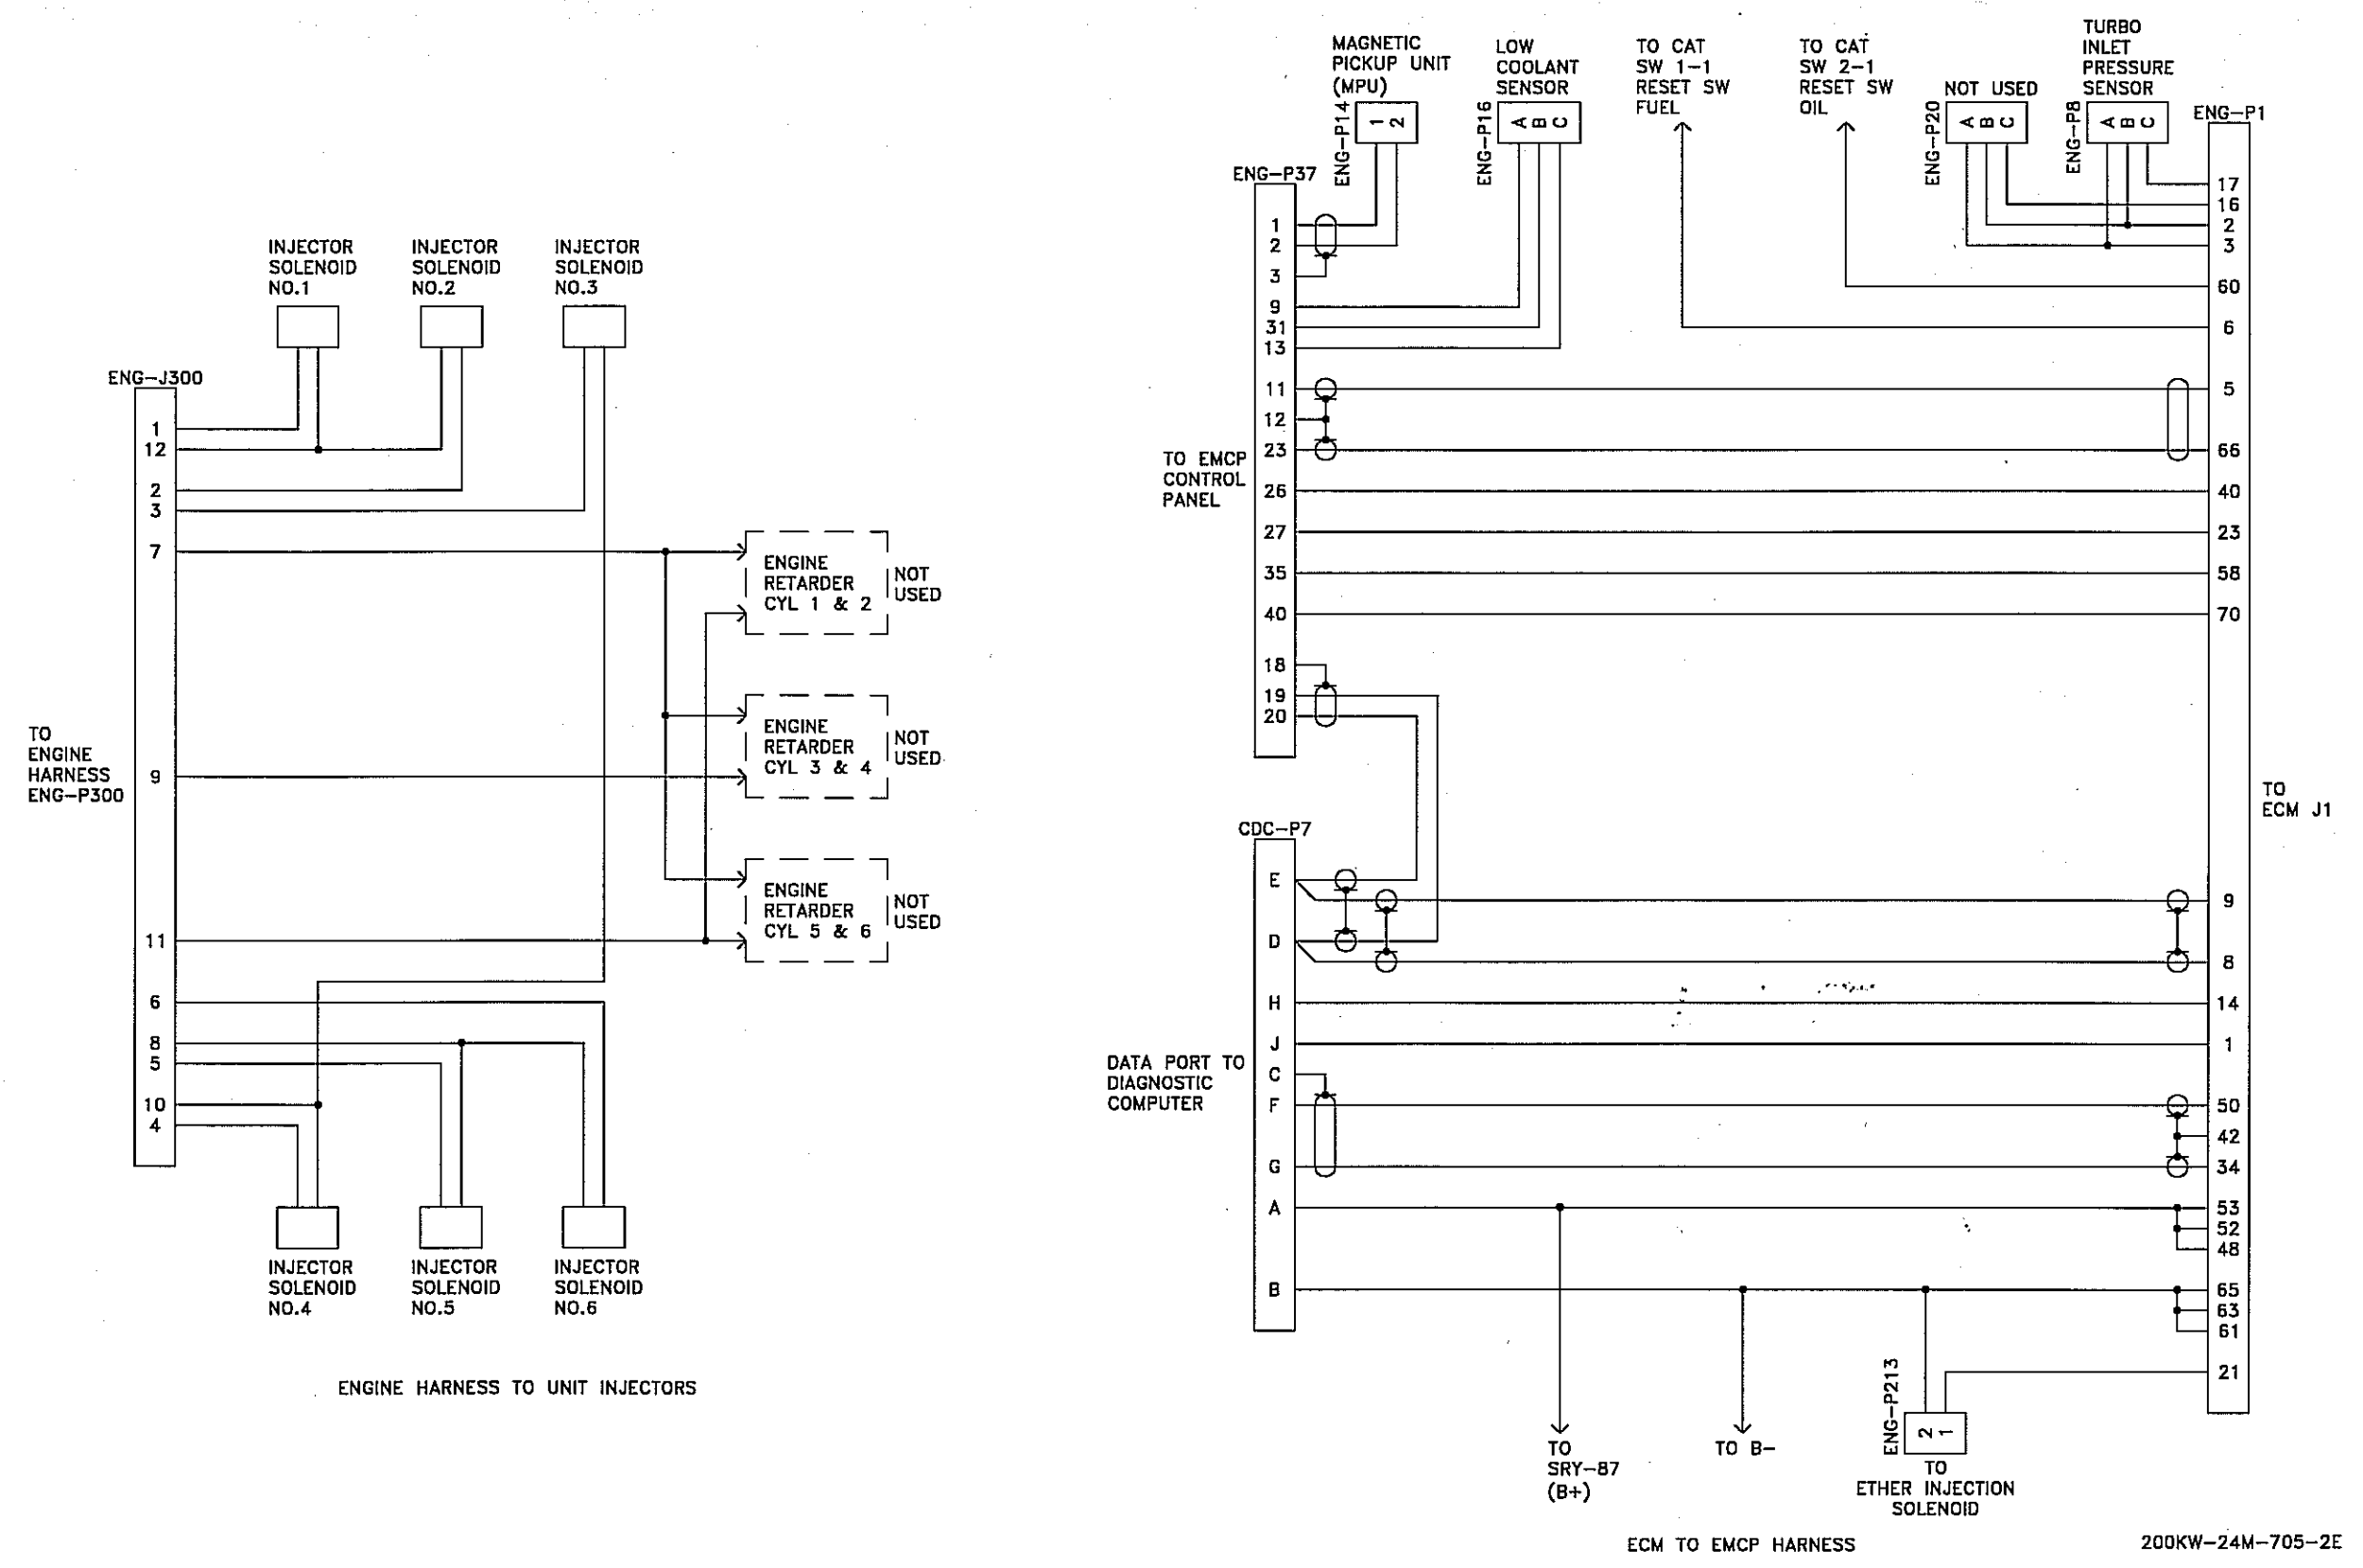 INJECTOR
SOLENOID
NO.1
INJECTOR
SOLENOID
NO.2
INJECTOR
SOLENOID
NO.3
ENG-J300
1
12
2
3
7
9
11
6
8
5
10
4
TO
ENGINE
HARNESS
ENG-P300
ENGINE
RETARDER
CYL 1 & 2
NOT
USED
ENGINE
RETARDER
CYL 3 & 4
NOT
USED
ENGINE
RETARDER
CYL 5 & 6
NOT
USED
INJECTOR
SOLENOID
NO.4
INJECTOR
SOLENOID
NO.5
INJECTOR
SOLENOID
NO.6
ENGINE HARNESS TO UNIT INJECTORS
MAGNETIC
PICKUP UNIT
(MPU)
ENG-P14
1
2
LOW
COOLANT
SENSOR
ENG-P16
A
B
C
TO CAT
SW 1-1
RESET SW
FUEL
TO CAT
SW 2-1
RESET SW
OIL
NOT USED
ENG-P20
A
B
C
TURBO
INLET
PRESSURE
SENSOR
ENG-P8
A
B
C
ENG-P37
1
2
3
9
31
13
11
12
23
26
27
35
40
18
19
20
TO EMCP
CONTROL
PANEL
CDC-P7
E
D
H
J
C
F
G
A
B
DATA PORT TO
DIAGNOSTIC
COMPUTER
ENG-P1
17
16
2
3
60
6
5
66
40
23
58
70
9
8
14
1
50
42
34
53
52
48
65
63
61
21
TO
ECM J1
TO
SRY-87
(B+)
TO B-
ENG-P213
2
1
TO
ETHER INJECTION
SOLENOID
ECM TO EMCP HARNESS
200KW-24M-705-2E